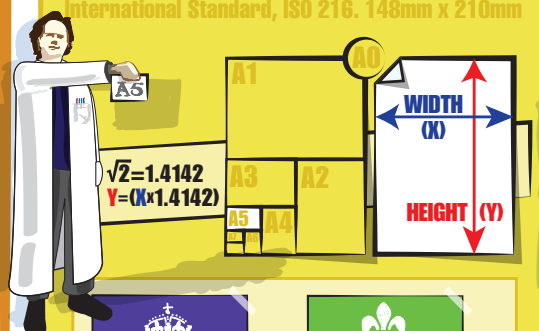 International Standard, ISO 216. 148mm x 210mm
A0
A1
A5
WIDTH
(X)
√2=1.4142
Y=(Xx1.4142)
A3
A2
A5
A4
HEIGHT (Y)